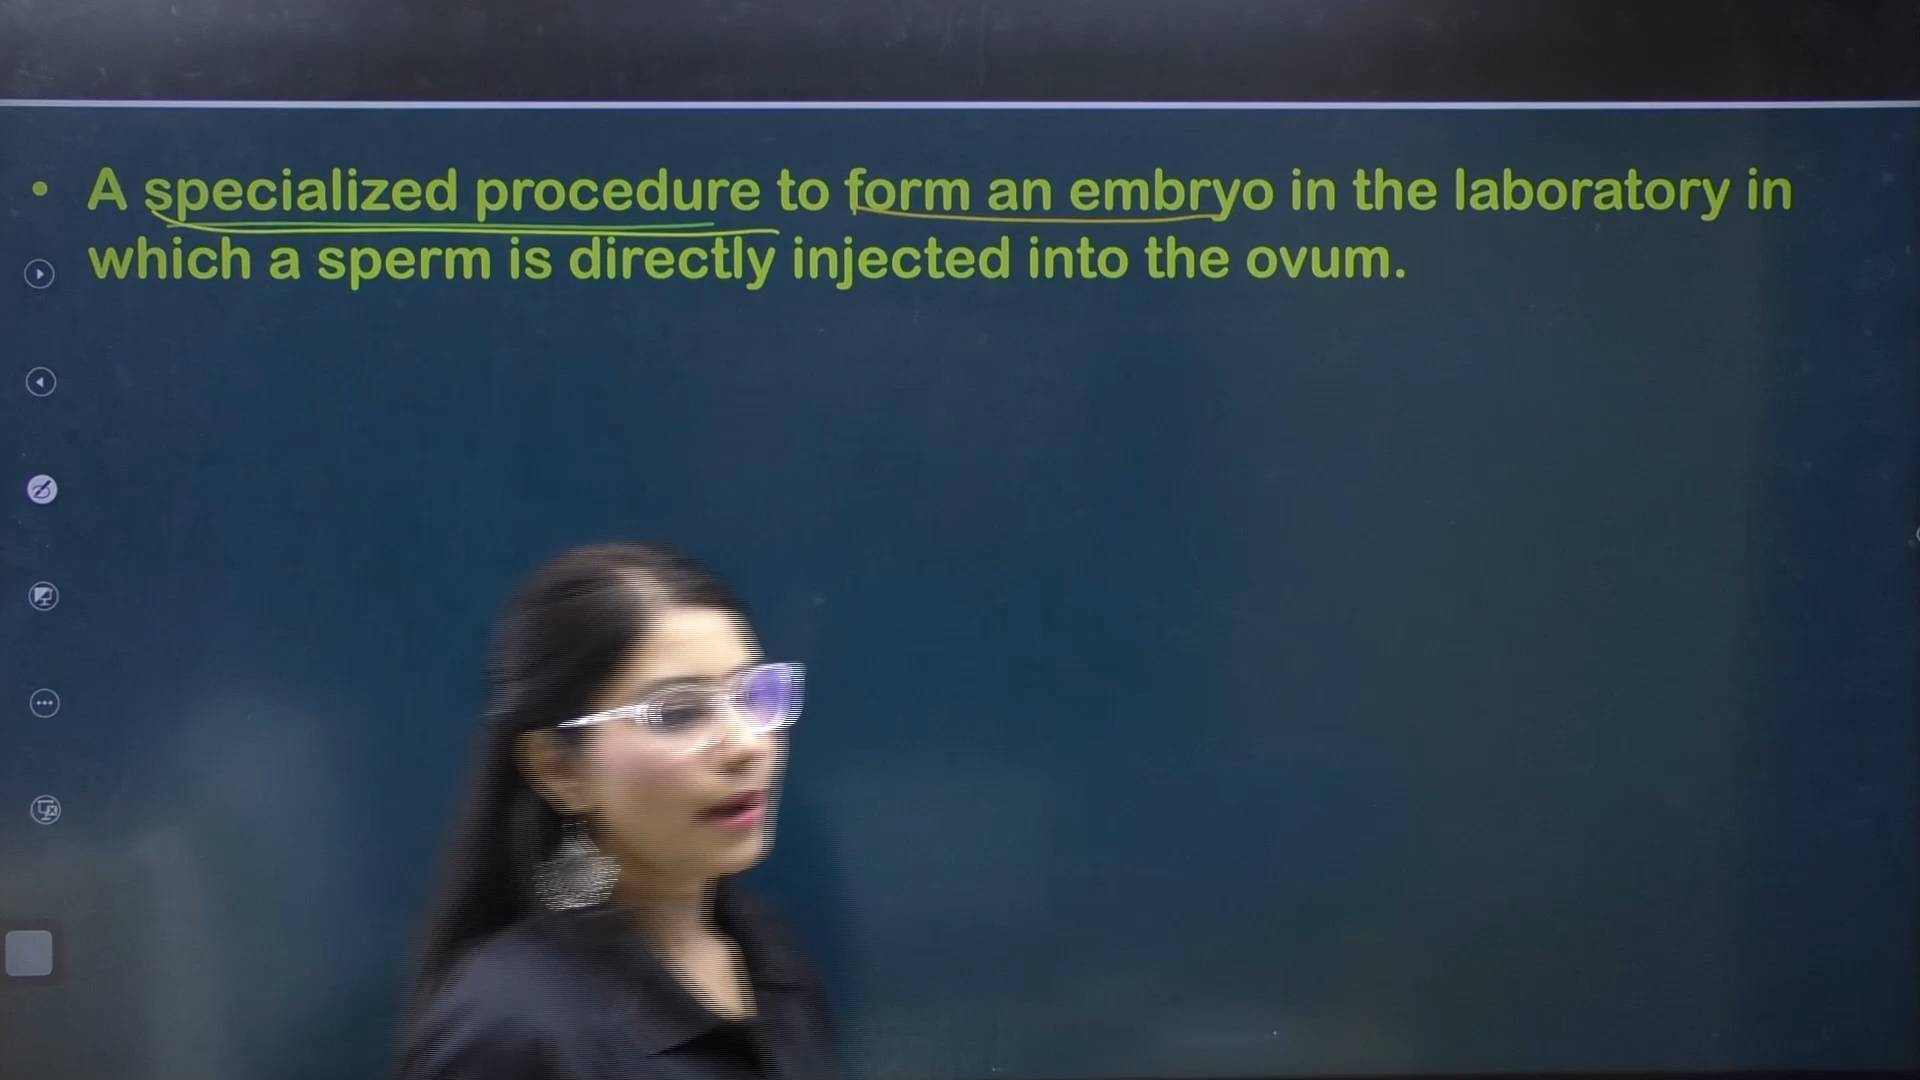 • A specialized procedure to form an embryo in the laboratory in
which a sperm is directly injected into the ovum.